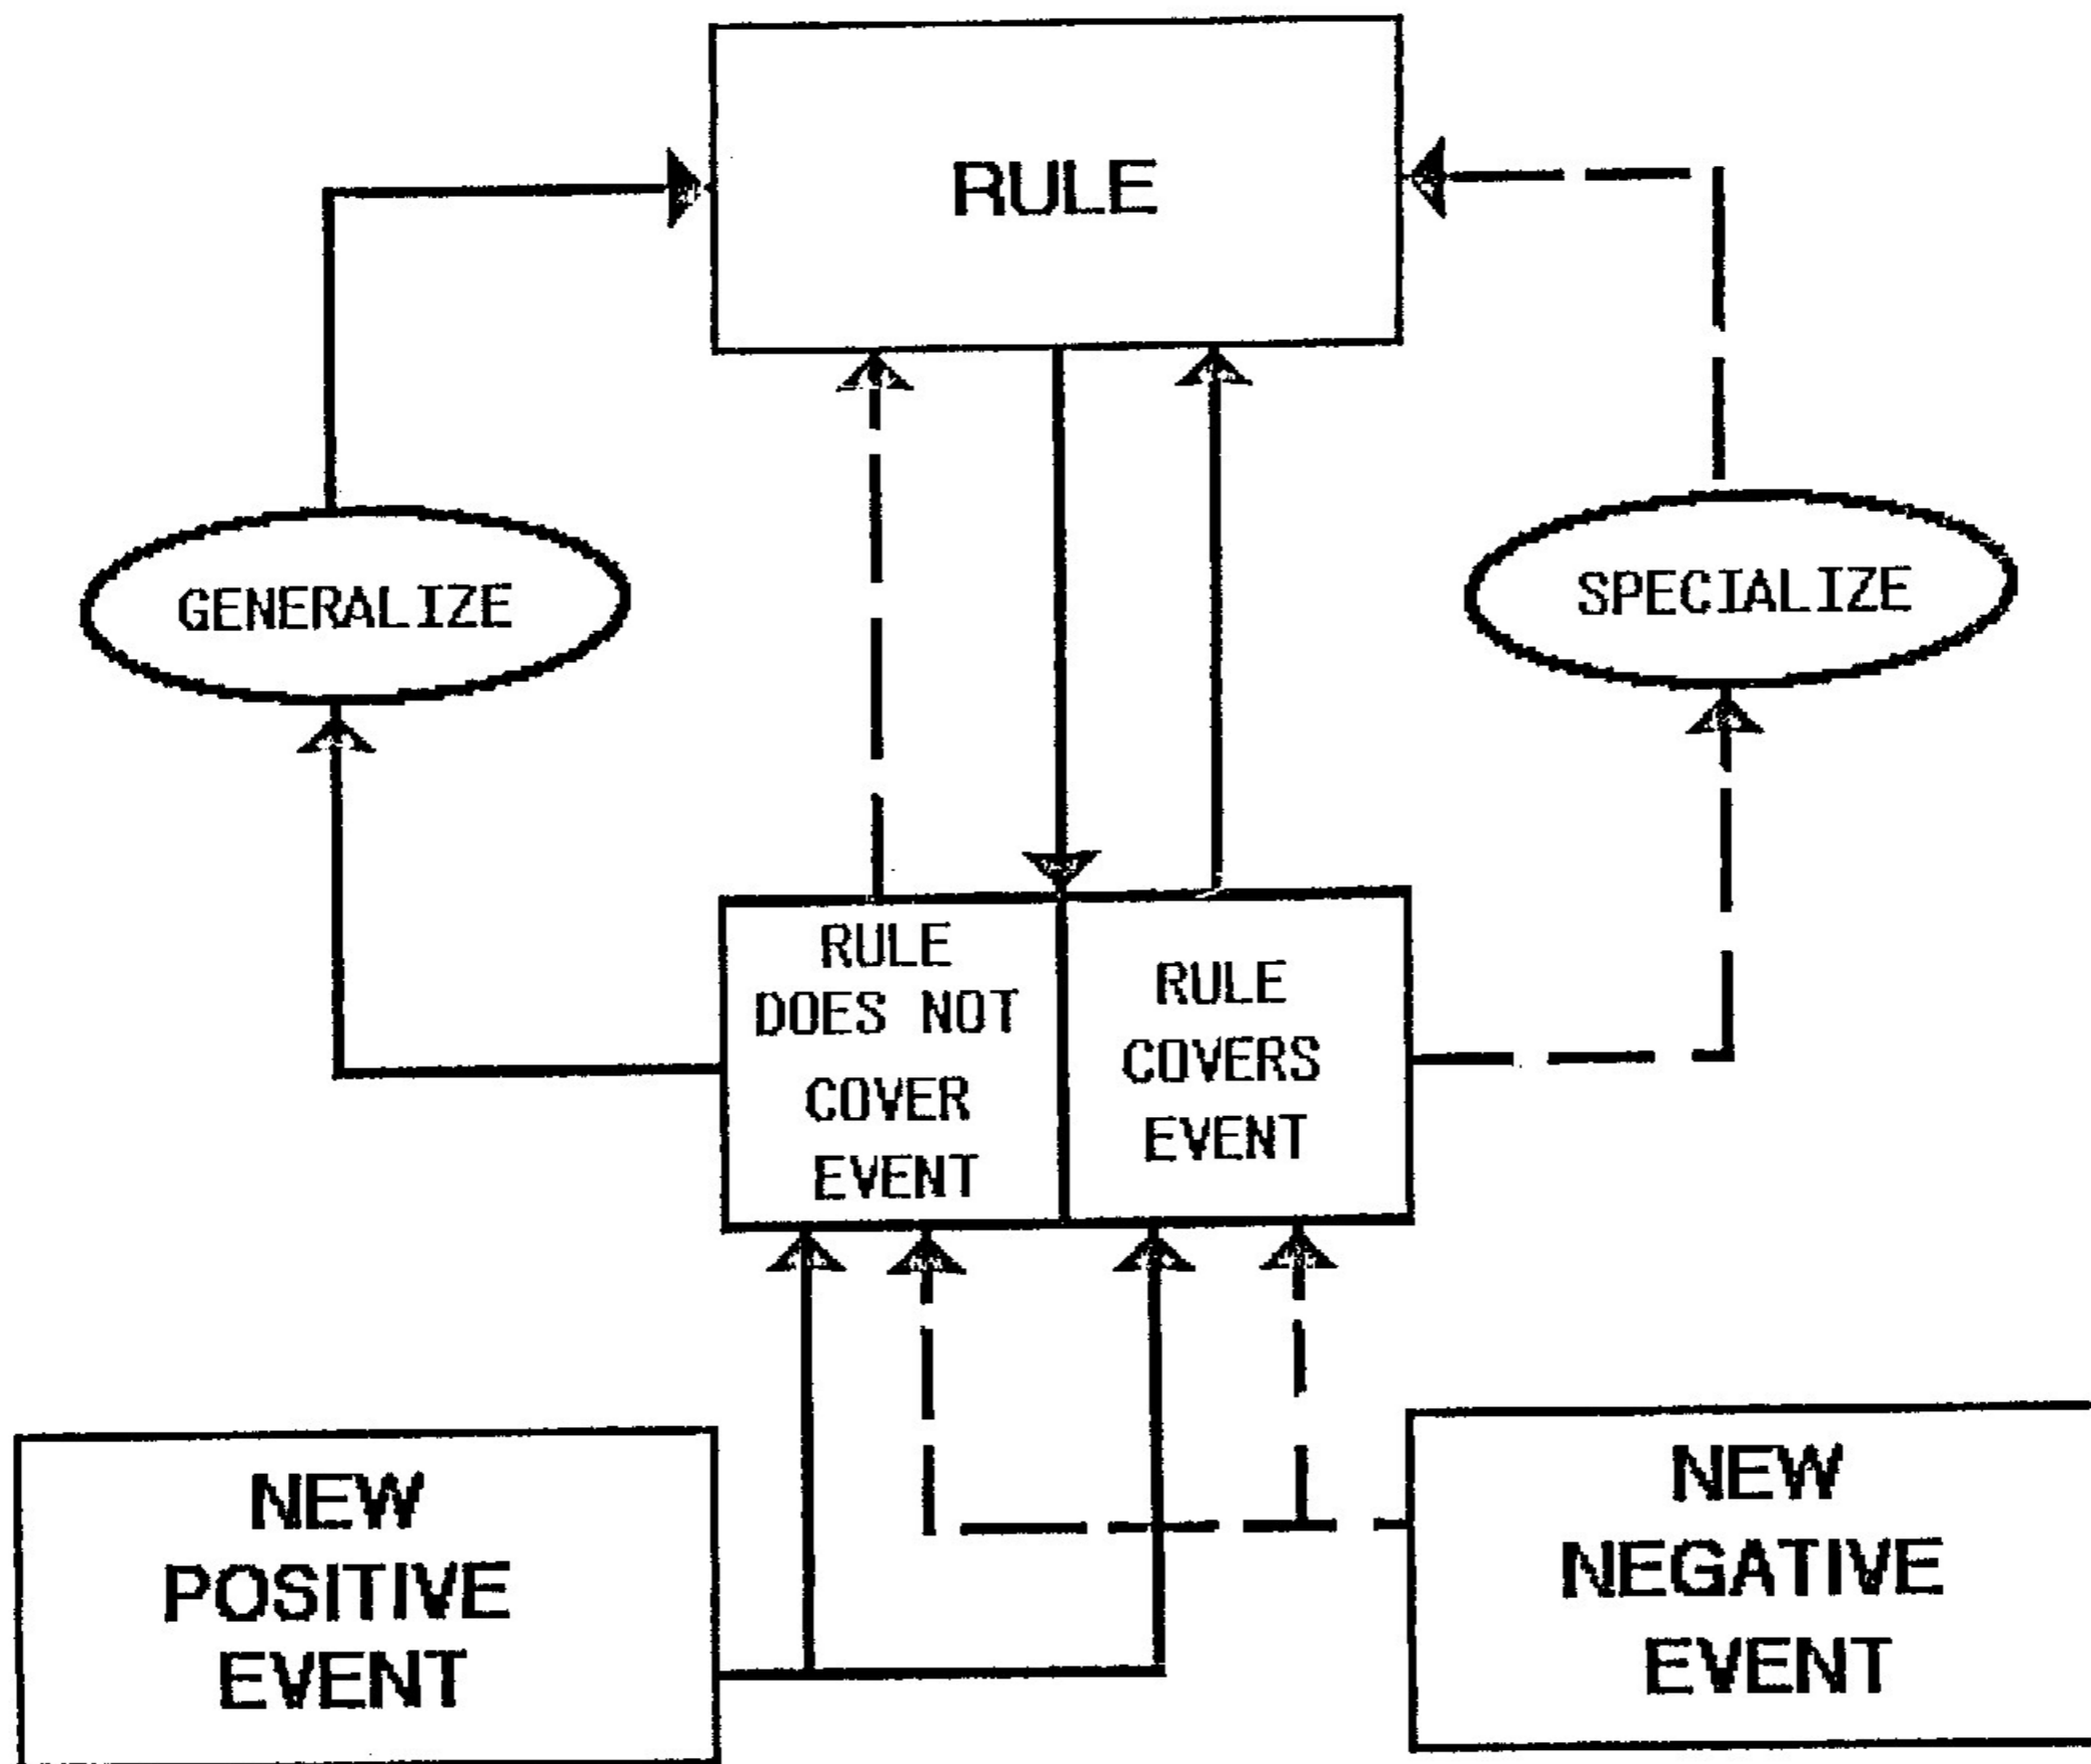 RULE
GENERALIZE
SPECIALIZE
RULE
DOES NOT
COVER
EVENT
RULE
COVERS
EVENT
NEW
POSITIVE
EVENT
NEW
NEGATIVE
EVENT